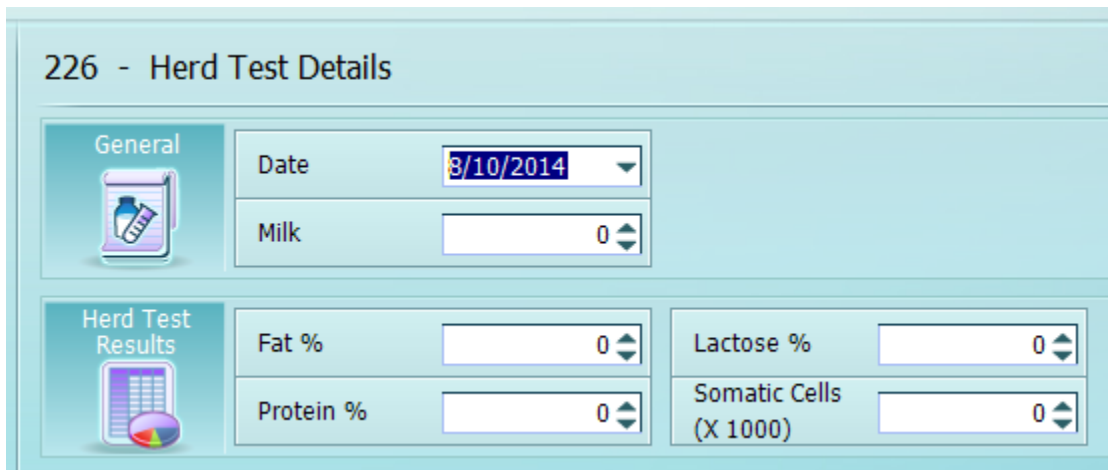 226 - Herd Test Details
General
Date 8/10/2014
Milk 0
Herd Test
Results
Fat % 0
Lactose % 0
Protein % 0
Somatic Cells
(X 1000) 0